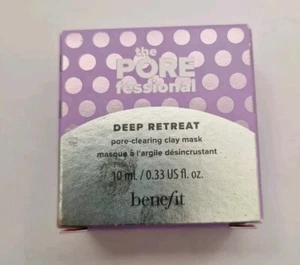 the
PORE
fessional
DEEP RETREAT
pore-clearing clay mask
masque à l'argile désincrustant
10 mL / 0.33 US fl. oz.
benefit